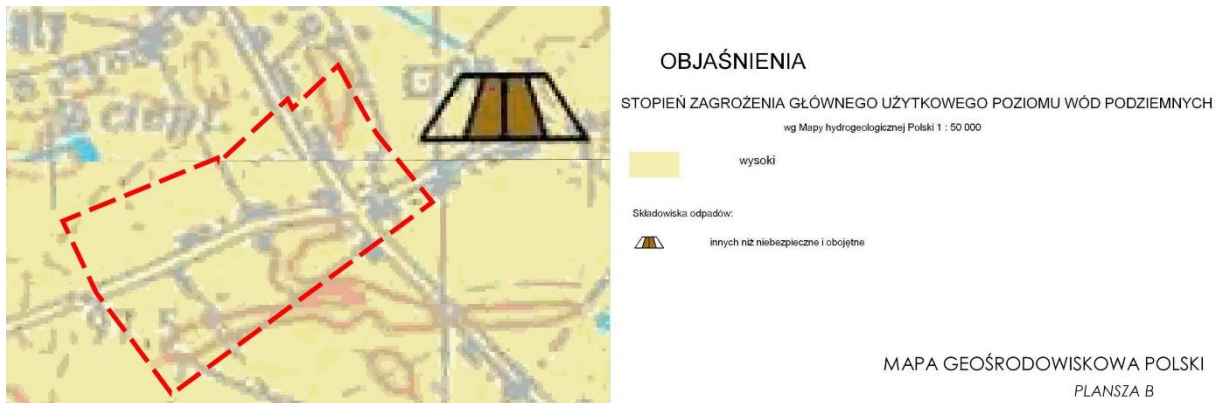 OBJAŚNIENIA
STOPIEŃ ZAGROŻENIA GŁÓWNEGO UŻYTKOWEGO POZIOMU WÓD PODZIEMNYCH
wg Mapy hydrogeologicznej Polski 1 : 50 000
wysoki
Składowiska odpadów:
innych niż niebezpieczne i obojętne
MAPA GEOŚRODOWISKOWA POLSKI
PLANSZA B